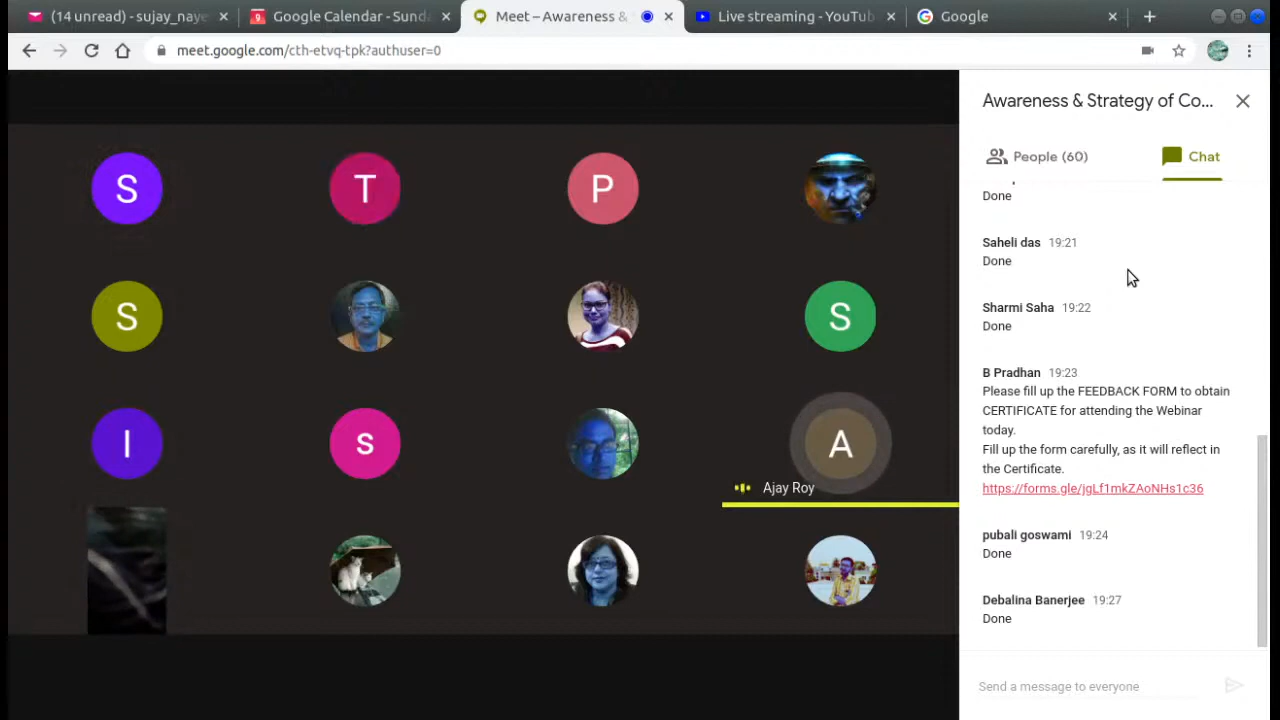 (14 unread) - sujay_naye
9
Google Calendar - Sund
Meet – Awareness &
Live streaming - YouTub
Google
meet.google.com/cth-etvq-tpk?authuser=0
S
T
P
S
S
I
s
A
Ajay Roy
Awareness & Strategy of Co...
People (60)
Chat
Done
Saheli das 19:21
Done
Sharmi Saha 19:22
Done
B Pradhan 19:23
Please fill up the FEEDBACK FORM to obtain
CERTIFICATE for attending the Webinar
today.
Fill up the form carefully, as it will reflect in
the Certificate.
https://forms.gle/jgLf1mkZAoNHs1c36
pubali goswami 19:24
Done
Debalina Banerjee 19:27
Done
Send a message to everyone